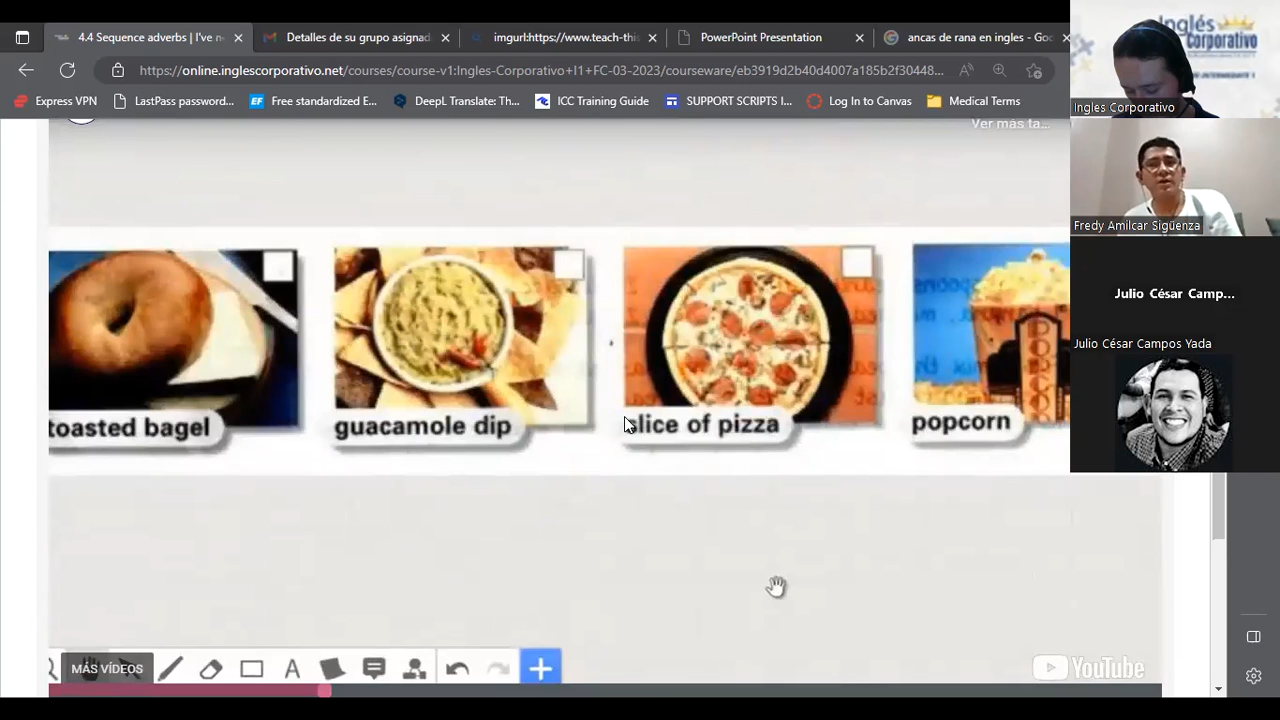 4.4 Sequence adverbs | I've n
Detalles de su grupo asignad
imgurl:https://www.teach-this
PowerPoint Presentation
ancas de rana en ingles - Goo
https://online.inglescorporativo.net/courses/course-v1:Ingles-Corporativo+I1+FC-03-2023/courseware/eb3919d2b40d4007a185b2f30448...
Express VPN
LastPass password...
EF Free standardized E...
DeepL Translate: Th...
ICC Training Guide
SUPPORT SCRIPTS I...
Log In to Canvas
Medical Terms
Inglés
Corporativo
Ingles Corporativo
Fredy Amilcar Sigüenza
Julio César Camp...
Julio César Campos Yada
Ver más ta...
toasted bagel
guacamole dip
slice of pizza
popcorn
MÁS VÍDEOS
A
YouTube